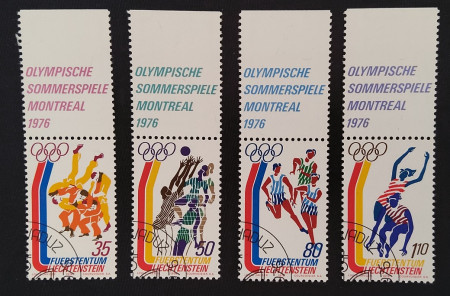 OLYMPISCHE
SOMMERSPIELE
MONTREAL
1976
35
FUERSTENTUM
LIECHTENSTEIN
OLYMPISCHE
SOMMERSPIELE
MONTREAL
1976
50
FUERSTENTUM
LIECHTENSTEIN
OLYMPISCHE
SOMMERSPIELE
MONTREAL
1976
80
FUERSTENTUM
LIECHTENSTEIN
OLYMPISCHE
SOMMERSPIELE
MONTREAL
1976
110
FUERSTENTUM
LIECHTENSTEIN